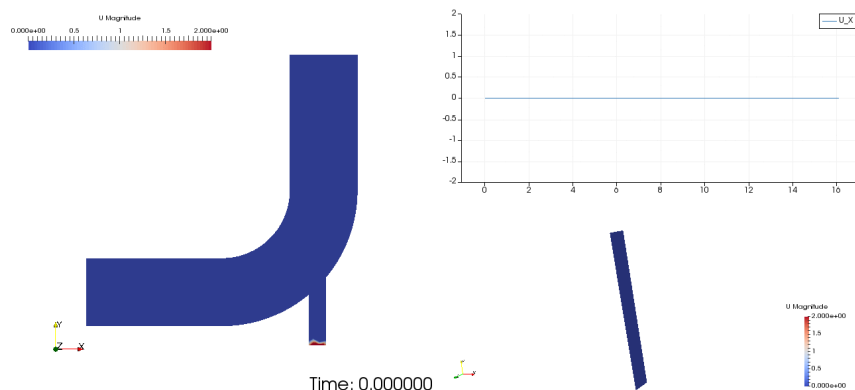 U Magnitude
0.000e+00 0.5 1 1.5 2.000e+00
Y
Z X
Time: 0.000000
U_X
2
1.5
1
0.5
0
-0.5
-1
-1.5
-2
0 2 4 6 8 10 12 14 16
U Magnitude
2.000e+00
1.5
1
0.5
0.000e+00
X